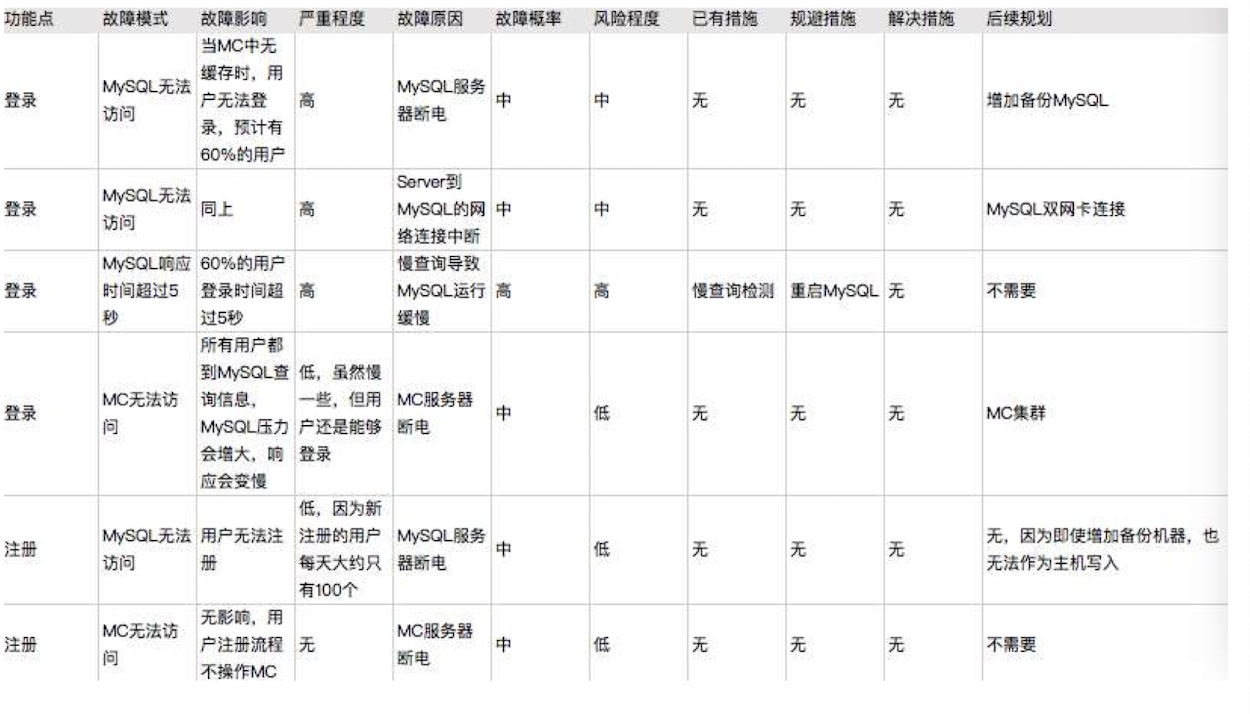 功能点 故障模式 故障影响 严重程度 故障原因 故障概率 风险程度 已有措施 规避措施 解决措施 后续规划
登录
MySQL无法
访问
当MC中无
缓存时，用
户无法登
录，预计有
60%的用户
高
MySQL服务
器断电
中
中
无
无
无
增加备份MySQL
登录
MySQL无法
访问
同上
高
Server到
MySQL的网
络连接中断
中
中
无
无
无
MySQL双网卡连接
登录
MySQL响应
时间超过5
秒
60%的用户
登录时间超
过5秒
高
慢查询导致
MySQL运行
缓慢
高
高
慢查询检测
重启MySQL
无
不需要
登录
MC无法访
问
所有用户都
到MySQL查
询信息，
MySQL压力
会增大，响
应会变慢
低，虽然慢
一些，但用
户还是能够
登录
MC服务器
断电
中
低
无
无
无
MC集群
注册
MySQL无法
访问
用户无法注
册
低，因为新
注册的用户
每天大约只
有100个
MySQL服务
器断电
中
低
无
无
无
无，因为即使增加备份机器，也
无法作为主机写入
注册
MC无法访
问
无影响，用
户注册流程
不操作MC
无
MC服务器
断电
中
低
无
无
无
不需要